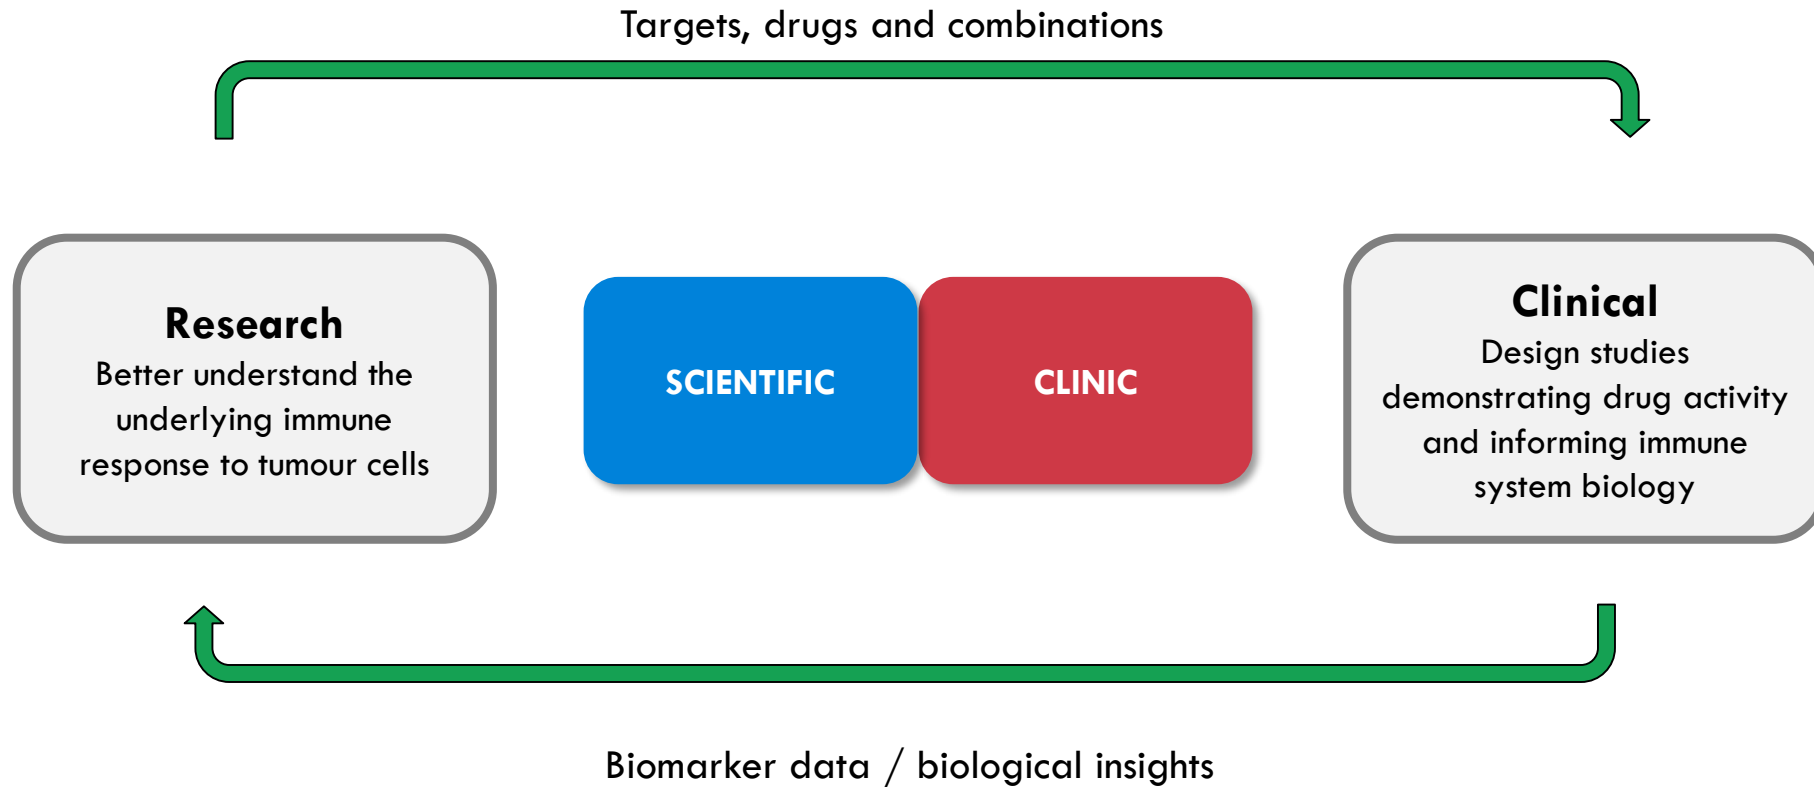 Targets, drugs and combinations
Research
Better understand the
underlying immune
response to tumour cells
SCIENTIFIC
CLINIC
Clinical
Design studies
demonstrating drug activity
and informing immune
system biology
Biomarker data / biological insights